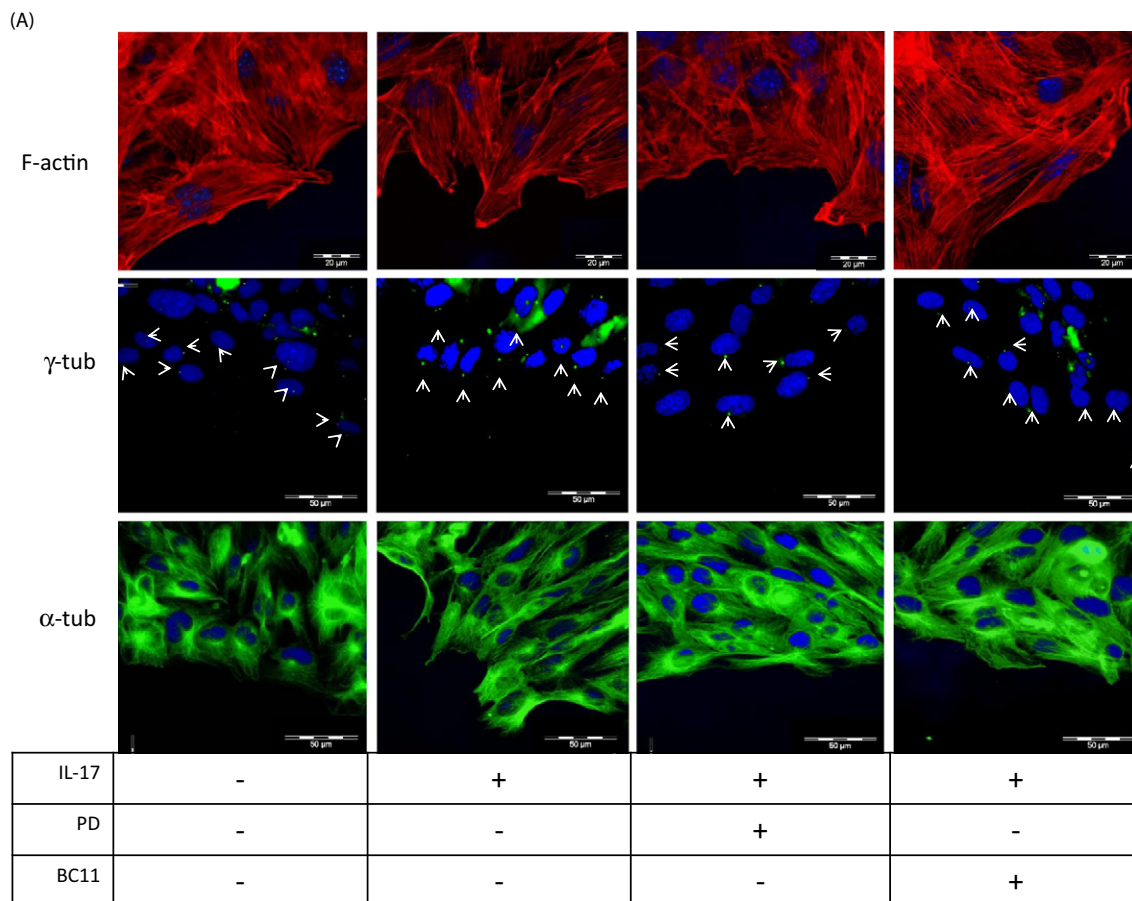 (A)
F-actin
20 µm
20 µm
20 µm
20 µm
γ-tub
50 µm
50 µm
50 µm
50 µm
α-tub
50 µm
50 µm
50 µm
50 µm
IL-17 - + + +
PD - - + -
BC11 - - - +